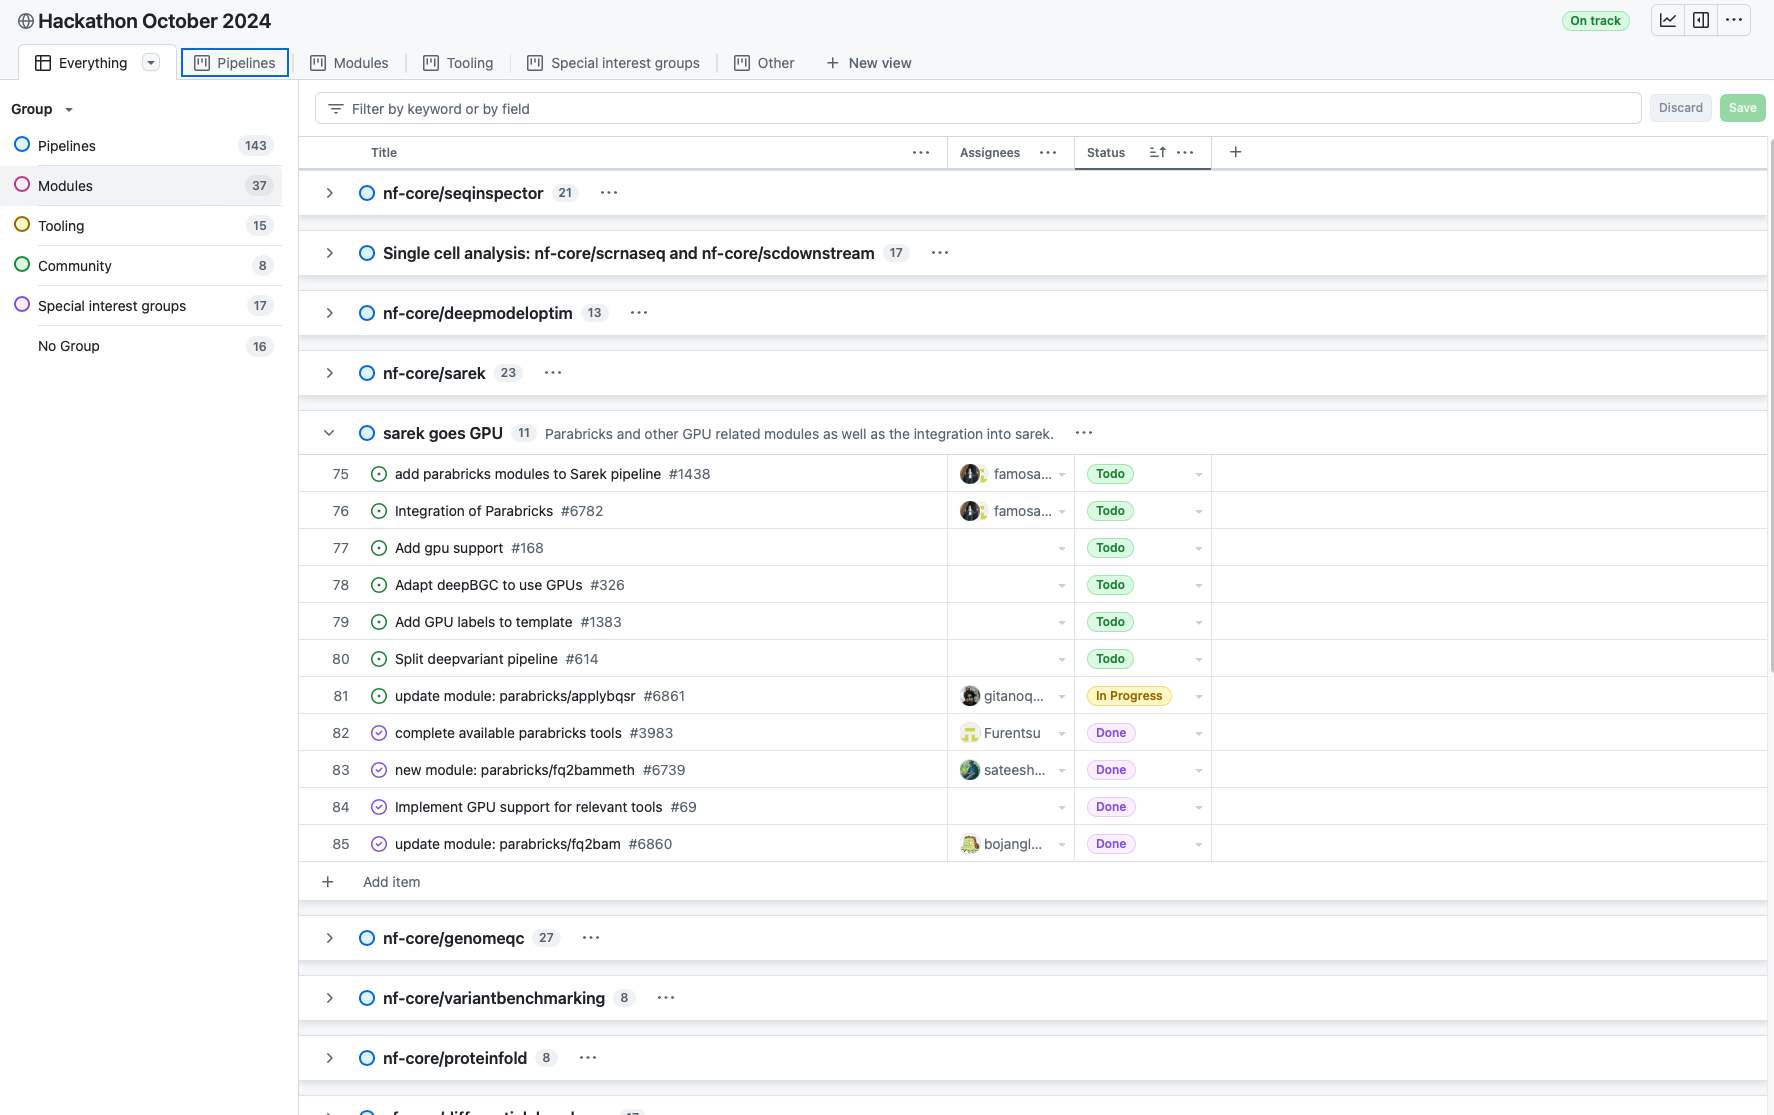 Hackathon October 2024
On track
Everything
Pipelines
Modules
Tooling
Special interest groups
Other
New view
Group
Pipelines 143
Modules 37
Tooling 15
Community 8
Special interest groups 17
No Group 16
Filter by keyword or by field
Discard
Save
Title
Assignees
Status
nf-core/seqinspector 21
Single cell analysis: nf-core/scrnaseq and nf-core/scdownstream 17
nf-core/deepmodeloptim 13
nf-core/sarek 23
sarek goes GPU 11 Parabricks and other GPU related modules as well as the integration into sarek.
75 add parabricks modules to Sarek pipeline #1438 famosa... Todo
76 Integration of Parabricks #6782 famosa... Todo
77 Add gpu support #168 Todo
78 Adapt deepBGC to use GPUs #326 Todo
79 Add GPU labels to template #1383 Todo
80 Split deepvariant pipeline #614 Todo
81 update module: parabricks/applybqsr #6861 gitanoq... In Progress
82 complete available parabricks tools #3983 Furentsu Done
83 new module: parabricks/fq2bammeth #6739 sateesh... Done
84 Implement GPU support for relevant tools #69 Done
85 update module: parabricks/fq2bam #6860 bojangl... Done
Add item
nf-core/genomeqc 27
nf-core/variantbenchmarking 8
nf-core/proteinfold 8